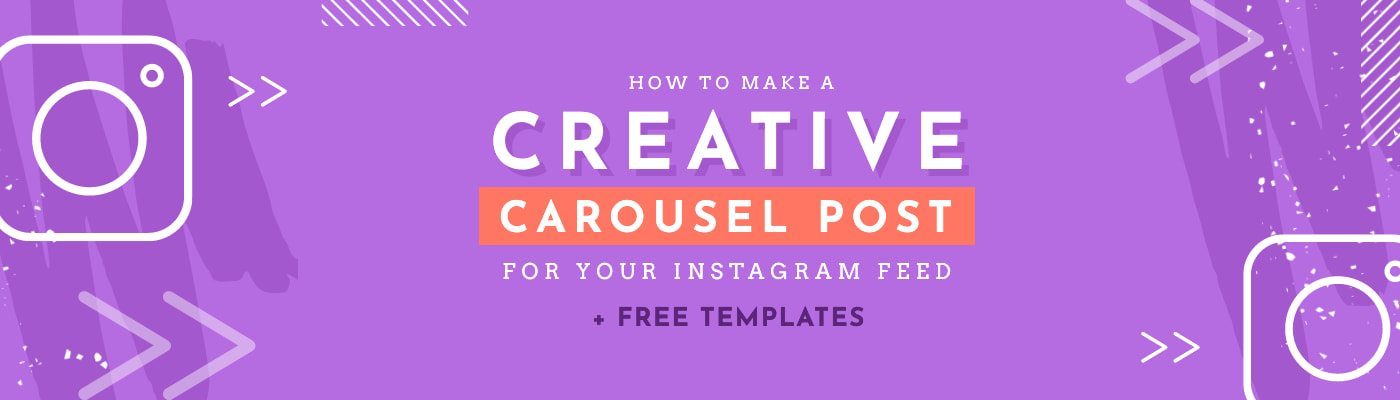 HOW TO MAKE A
CREATIVE
CAROUSEL POST
FOR YOUR INSTAGRAM FEED
+ FREE TEMPLATES